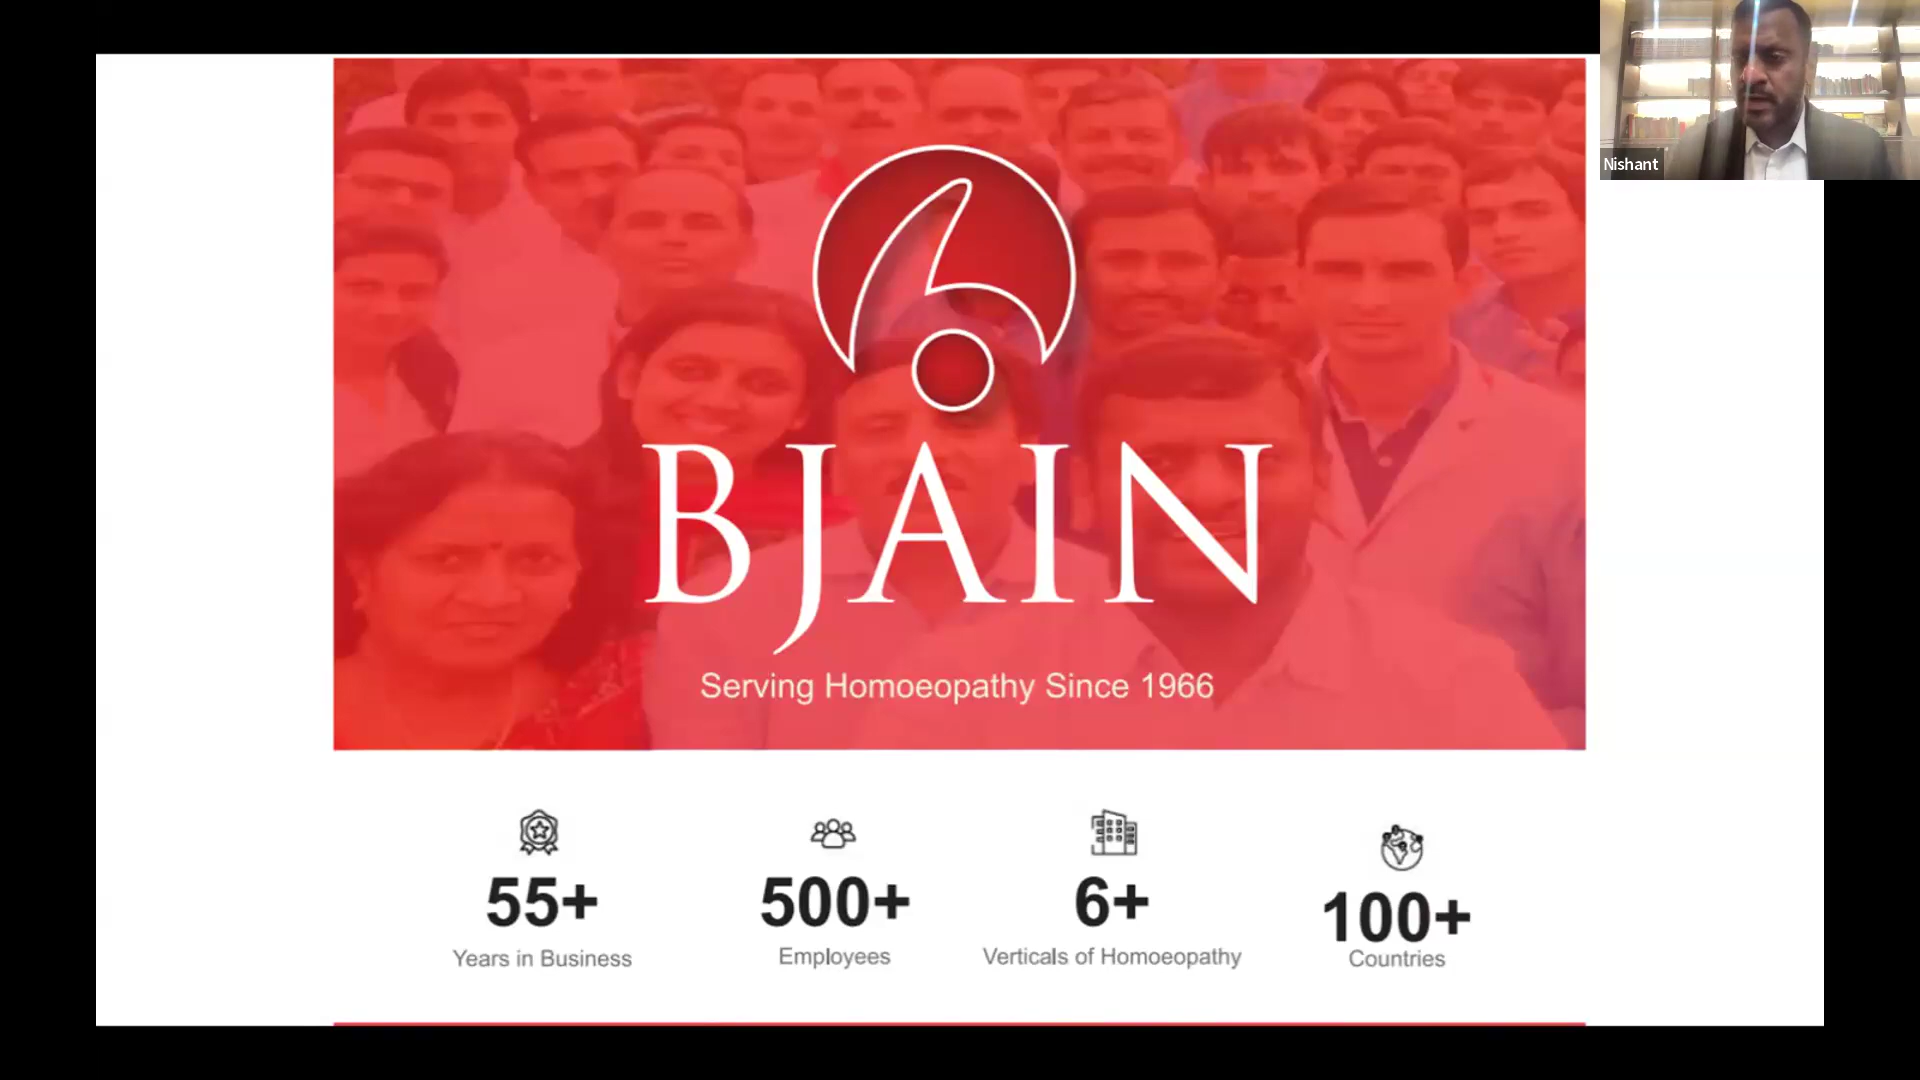 Nishant
BJAIN
Serving Homoeopathy Since 1966
55+
Years in Business
500+
Employees
6+
Verticals of Homoeopathy
100+
Countries